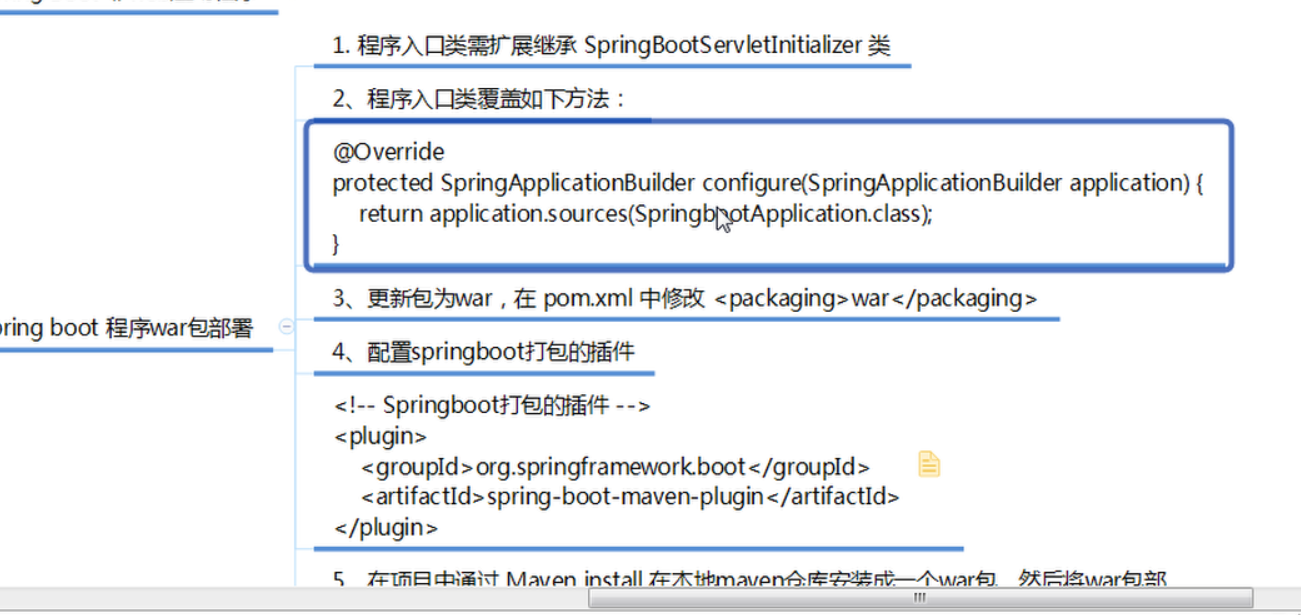 1. 程序入口类需扩展继承 SpringBootServletInitializer 类
2、程序入口类覆盖如下方法：
@Override
protected SpringApplicationBuilder configure(SpringApplicationBuilder application) {
return application.sources(SpringbootApplication.class);
}
3、更新包为war，在 pom.xml 中修改 <packaging>war</packaging>
ring boot 程序war包部署
4、配置springboot打包的插件
<!-- Springboot打包的插件 -->
<plugin>
<groupId>org.springframework.boot</groupId>
<artifactId>spring-boot-maven-plugin</artifactId>
</plugin>
5、在项目中通过 Maven install 在本地maven仓库安装成一个war包，然后将war包部